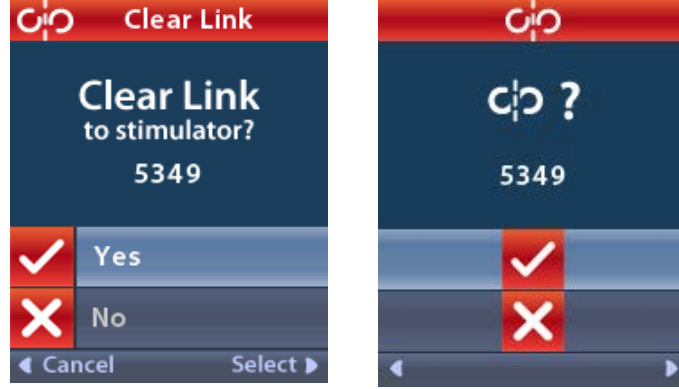 Clear Link
Clear Link
to stimulator?
5349
Yes
No
Cancel Select
?
5349